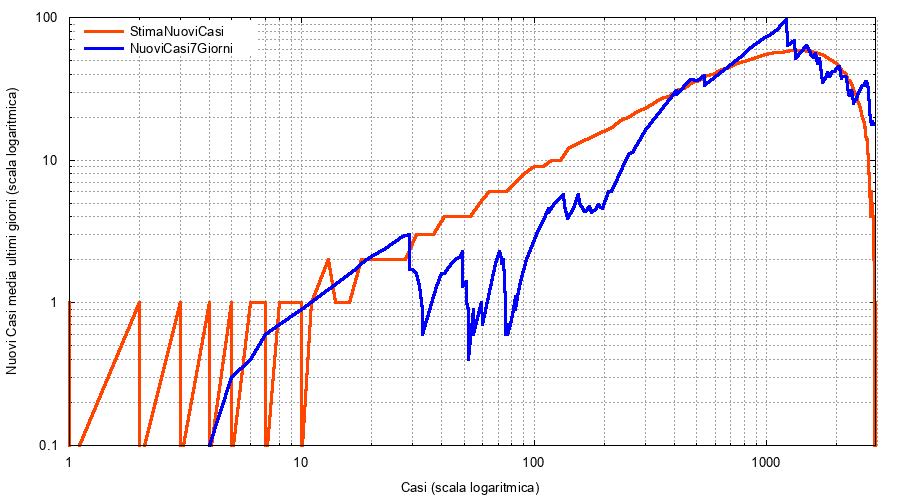 100
StimaNuoviCasi
NuoviCasi7Giorni
10
1
0.1
Nuovi Casi media ultimi giorni (scala logaritmica)
1
10
100
1000
Casi (scala logaritmica)